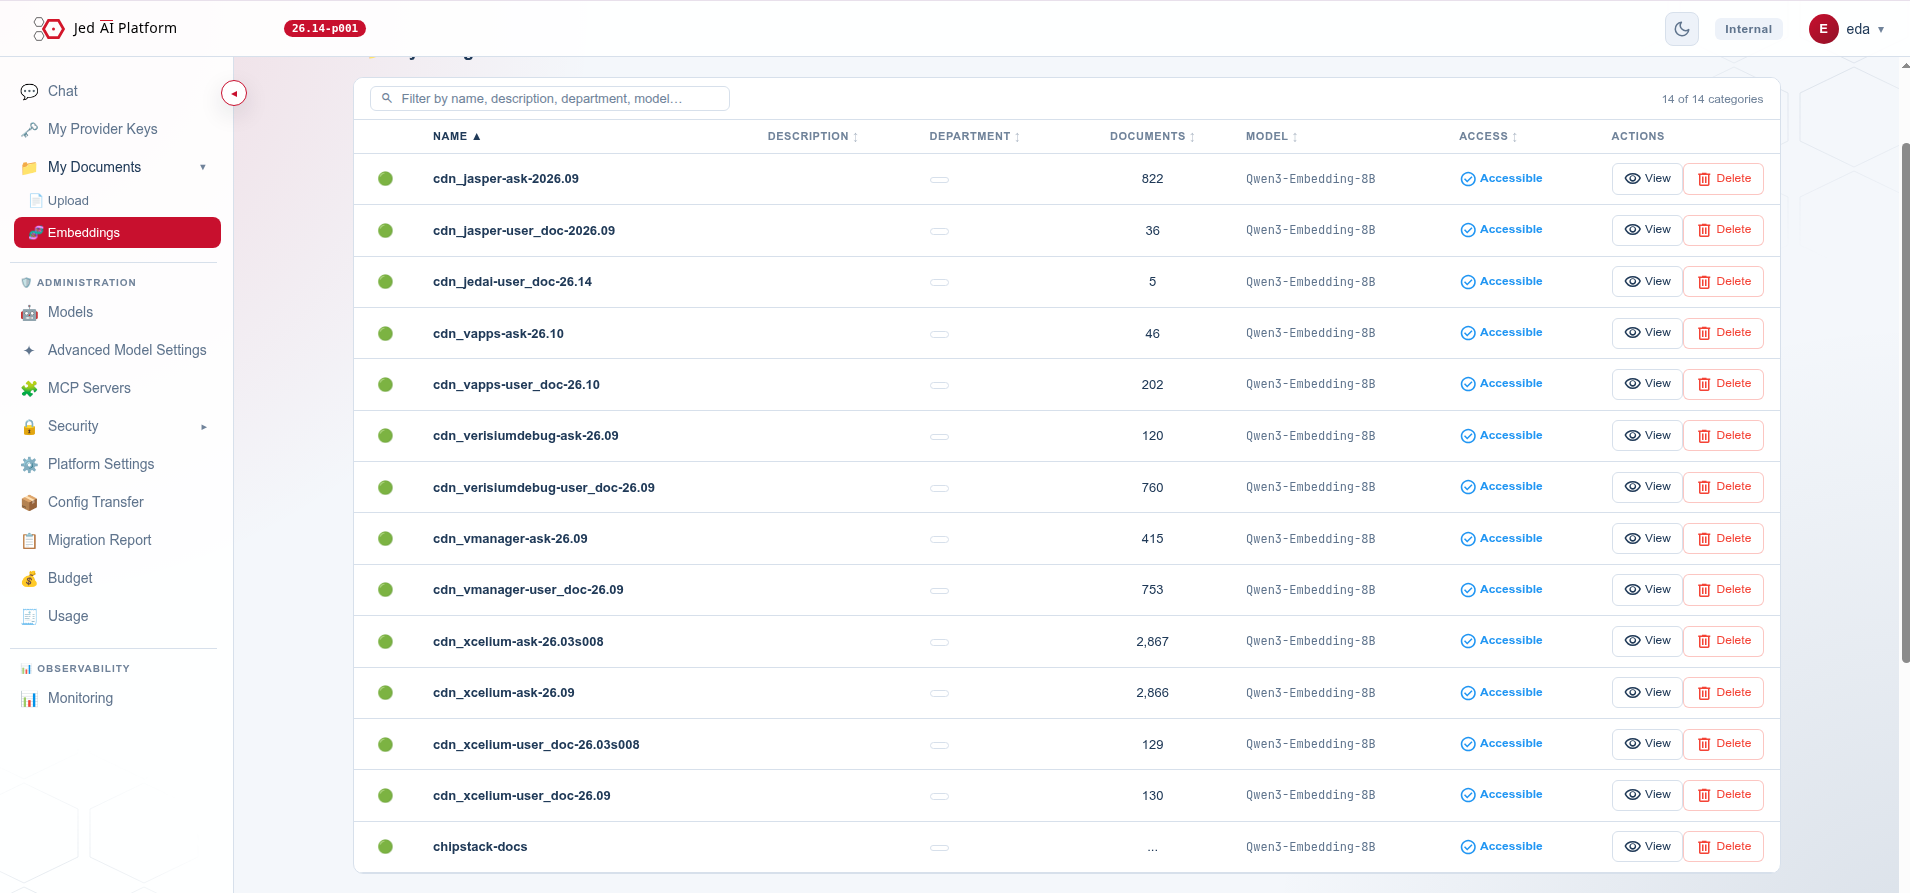 Jed AI Platform
26.14-p001
Internal
E
eda
Chat
My Provider Keys
My Documents
Upload
Embeddings
ADMINISTRATION
Models
Advanced Model Settings
MCP Servers
Security
Platform Settings
Config Transfer
Migration Report
Budget
Usage
OBSERVABILITY
Monitoring
Filter by name, description, department, model…
14 of 14 categories
NAME ▲ DESCRIPTION ↕ DEPARTMENT ↕ DOCUMENTS ↕ MODEL ↕ ACCESS ↕ ACTIONS
cdn_jasper-ask-2026.09 822 Qwen3-Embedding-8B Accessible View Delete
cdn_jasper-user_doc-2026.09 36 Qwen3-Embedding-8B Accessible View Delete
cdn_jedai-user_doc-26.14 5 Qwen3-Embedding-8B Accessible View Delete
cdn_vapps-ask-26.10 46 Qwen3-Embedding-8B Accessible View Delete
cdn_vapps-user_doc-26.10 202 Qwen3-Embedding-8B Accessible View Delete
cdn_verisiumdebug-ask-26.09 120 Qwen3-Embedding-8B Accessible View Delete
cdn_verisiumdebug-user_doc-26.09 760 Qwen3-Embedding-8B Accessible View Delete
cdn_vmanager-ask-26.09 415 Qwen3-Embedding-8B Accessible View Delete
cdn_vmanager-user_doc-26.09 753 Qwen3-Embedding-8B Accessible View Delete
cdn_xcelium-ask-26.03s008 2,867 Qwen3-Embedding-8B Accessible View Delete
cdn_xcelium-ask-26.09 2,866 Qwen3-Embedding-8B Accessible View Delete
cdn_xcelium-user_doc-26.03s008 129 Qwen3-Embedding-8B Accessible View Delete
cdn_xcelium-user_doc-26.09 130 Qwen3-Embedding-8B Accessible View Delete
chipstack-docs ... Qwen3-Embedding-8B Accessible View Delete